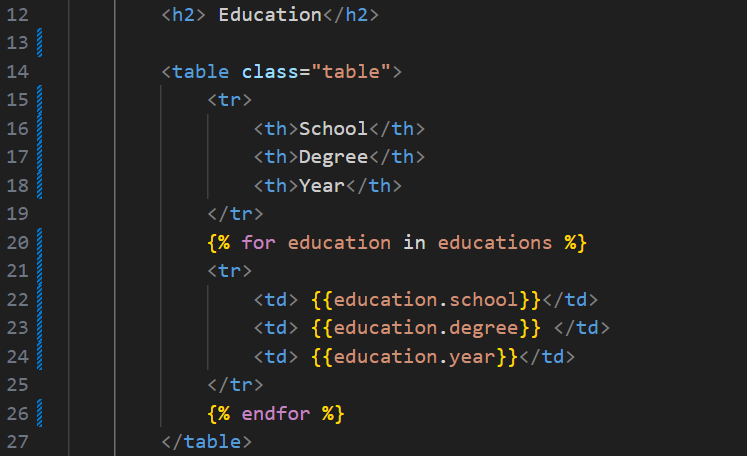 12 <h2> Education</h2>
13
14 <table class="table">
15 <tr>
16 <th>School</th>
17 <th>Degree</th>
18 <th>Year</th>
19 </tr>
20 {% for education in educations %}
21 <tr>
22 <td> {{education.school}}</td>
23 <td> {{education.degree}} </td>
24 <td> {{education.year}}</td>
25 </tr>
26 {% endfor %}
27 </table>